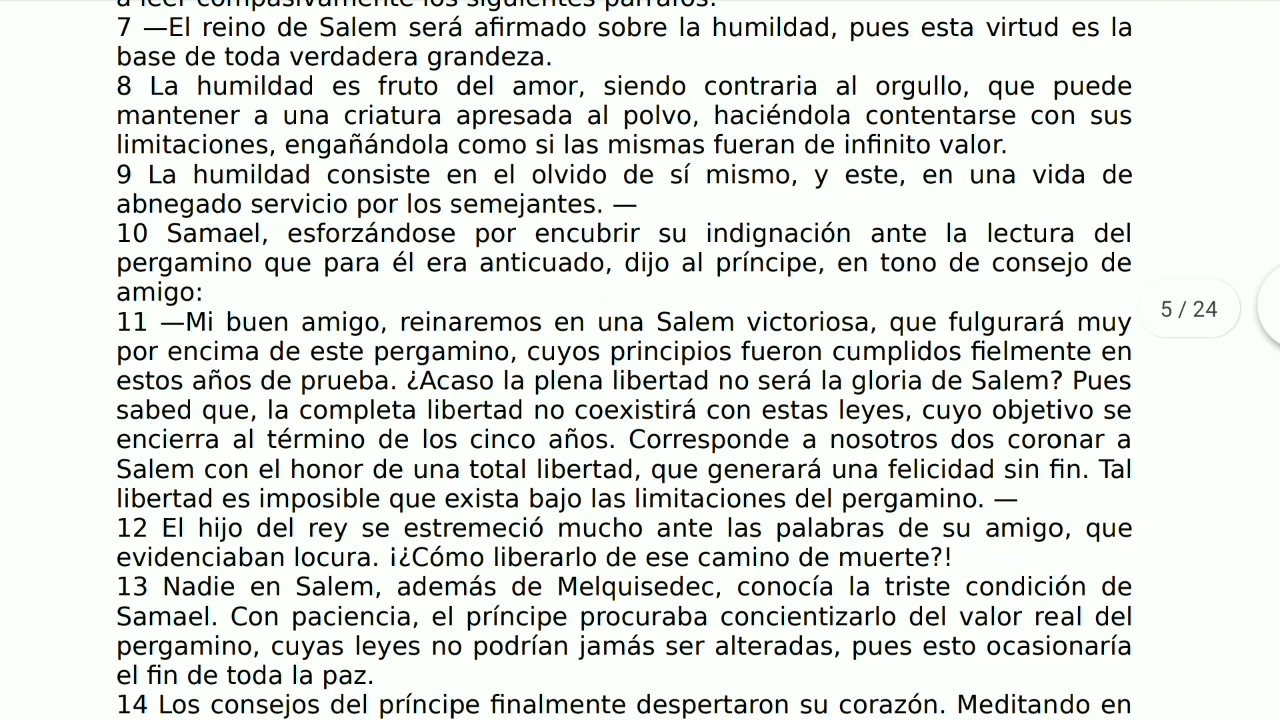 a leer compasivamente los siguientes párrafos:
7 —El reino de Salem será afirmado sobre la humildad, pues esta virtud es la
base de toda verdadera grandeza.
8 La humildad es fruto del amor, siendo contraria al orgullo, que puede
mantener a una criatura apresada al polvo, haciéndola contentarse con sus
limitaciones, engañándola como si las mismas fueran de infinito valor.
9 La humildad consiste en el olvido de sí mismo, y este, en una vida de
abnegado servicio por los semejantes. —
10 Samael, esforzándose por encubrir su indignación ante la lectura del
pergamino que para él era anticuado, dijo al príncipe, en tono de consejo de
amigo:
5 / 24
11 —Mi buen amigo, reinaremos en una Salem victoriosa, que fulgurará muy
por encima de este pergamino, cuyos principios fueron cumplidos fielmente en
estos años de prueba. ¿Acaso la plena libertad no será la gloria de Salem? Pues
sabed que, la completa libertad no coexistirá con estas leyes, cuyo objetivo se
encierra al término de los cinco años. Corresponde a nosotros dos coronar a
Salem con el honor de una total libertad, que generará una felicidad sin fin. Tal
libertad es imposible que exista bajo las limitaciones del pergamino. —
12 El hijo del rey se estremeció mucho ante las palabras de su amigo, que
evidenciaban locura. ¡¿Cómo liberarlo de ese camino de muerte?!
13 Nadie en Salem, además de Melquisedec, conocía la triste condición de
Samael. Con paciencia, el príncipe procuraba concientizarlo del valor real del
pergamino, cuyas leyes no podrían jamás ser alteradas, pues esto ocasionaría
el fin de toda la paz.
14 Los consejos del príncipe finalmente despertaron su corazón. Meditando en